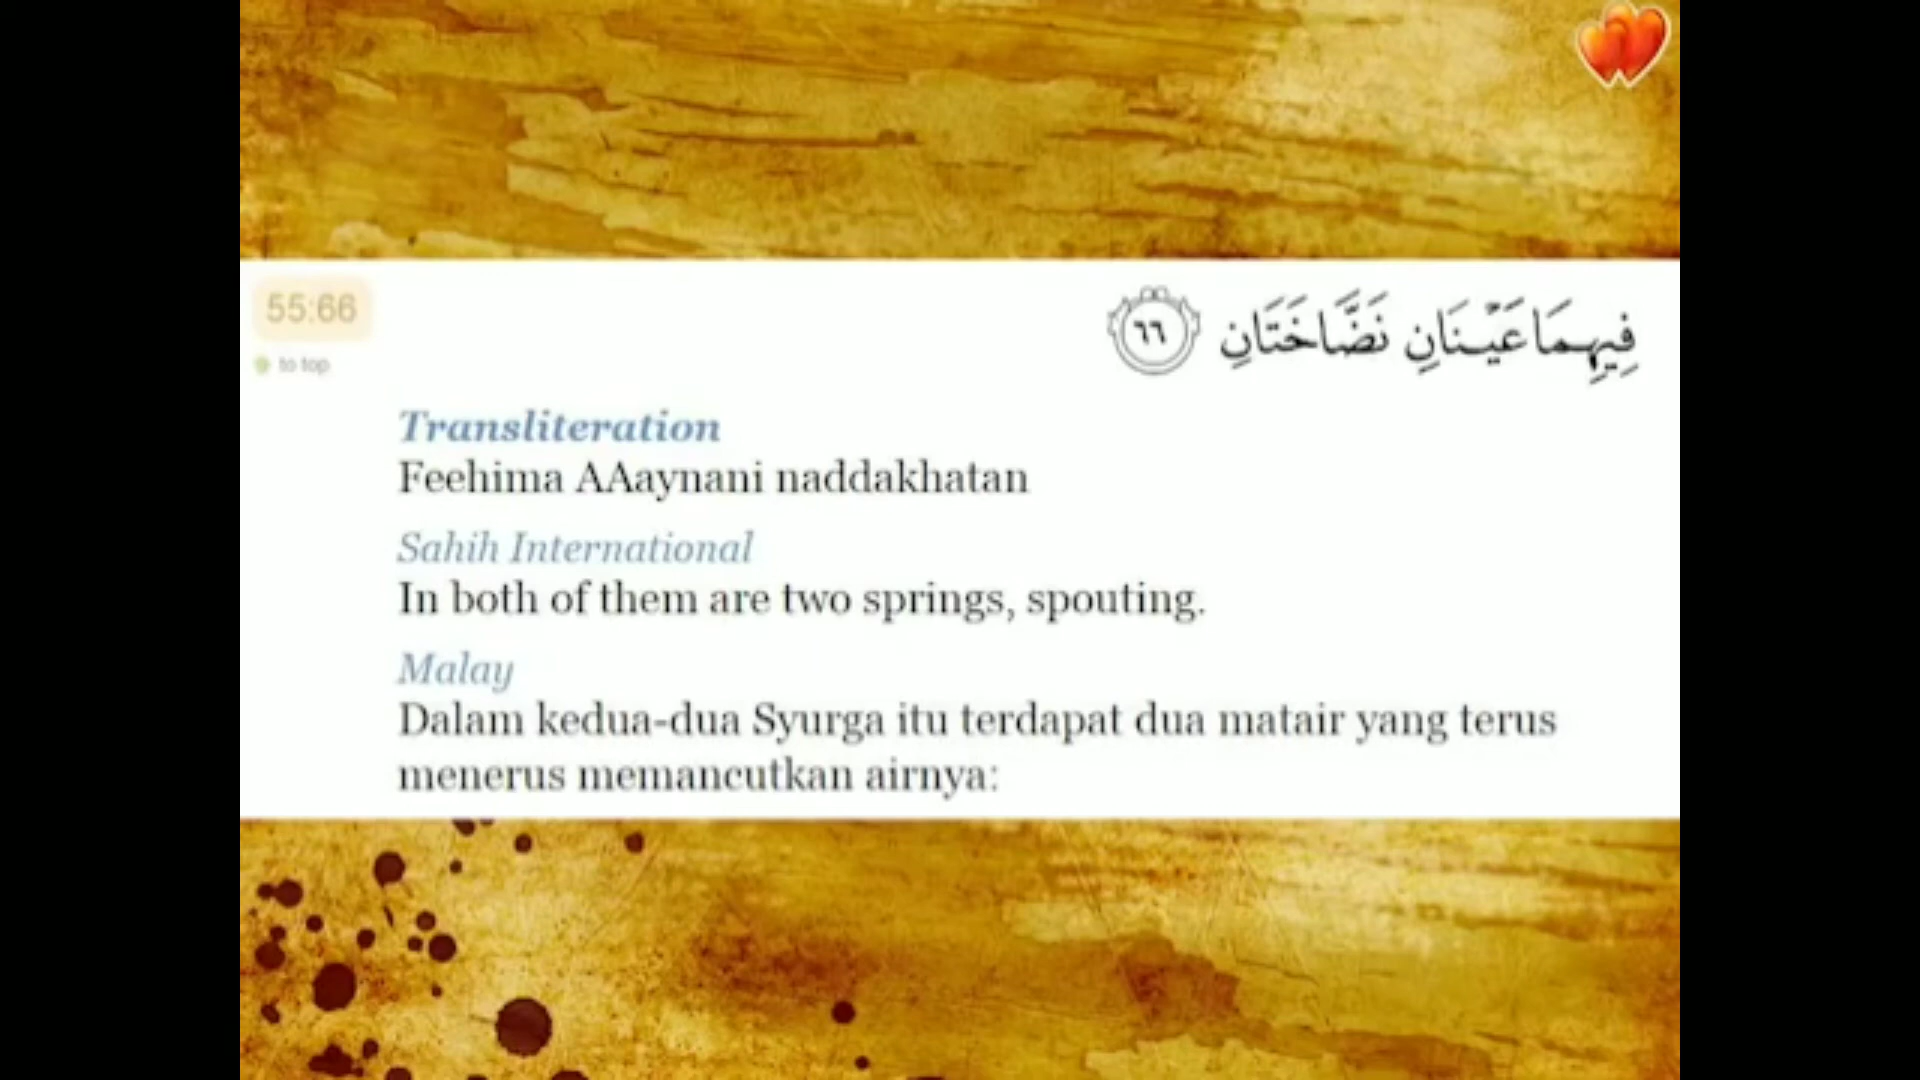 55:66
فِيهِمَا عَيْنَانِ نَضَّاخَتَانِ ٦٦
to top
Transliteration
Feehima AAaynani naddakhatan
Sahih International
In both of them are two springs, spouting.
Malay
Dalam kedua-dua Syurga itu terdapat dua matair yang terus
menerus memancutkan airnya: